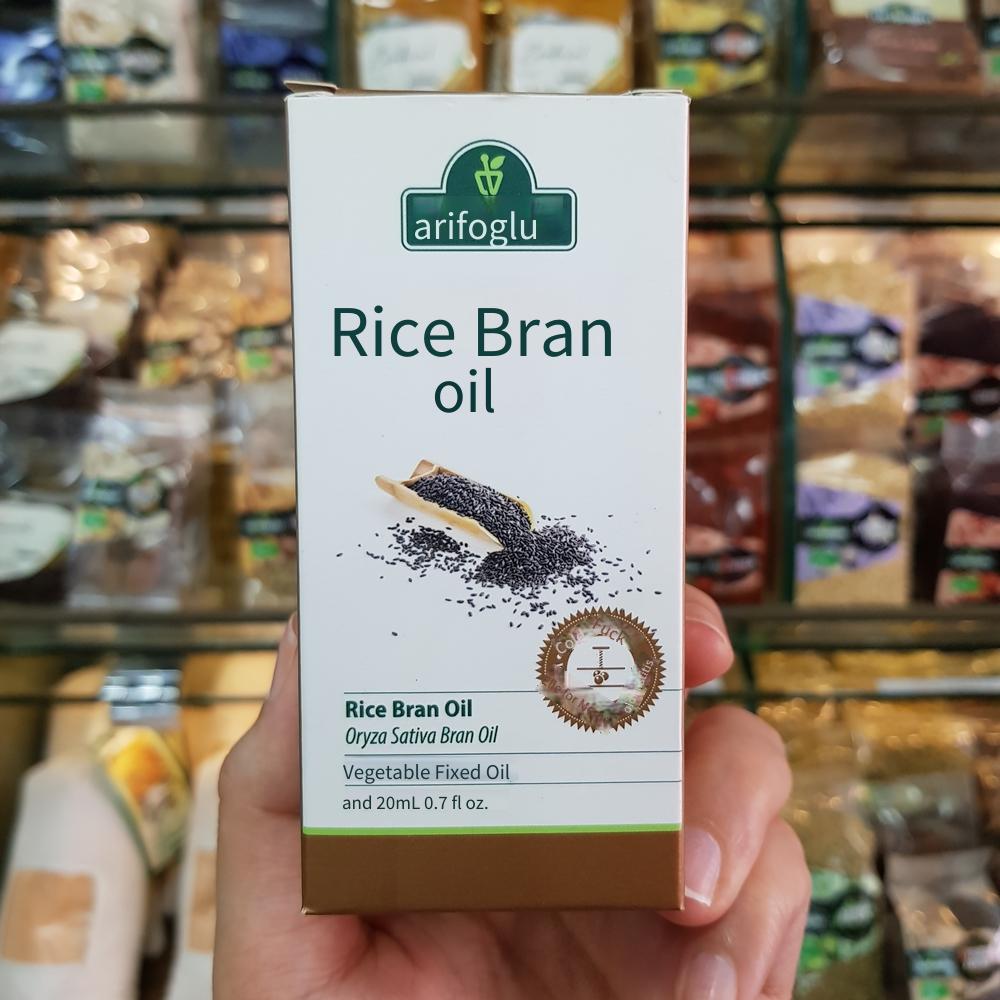 arifoglu
Rice Bran
oil
Rice Bran Oil
Oryza Sativa Bran Oil
Vegetable Fixed Oil
and 20mL 0.7 fl oz.